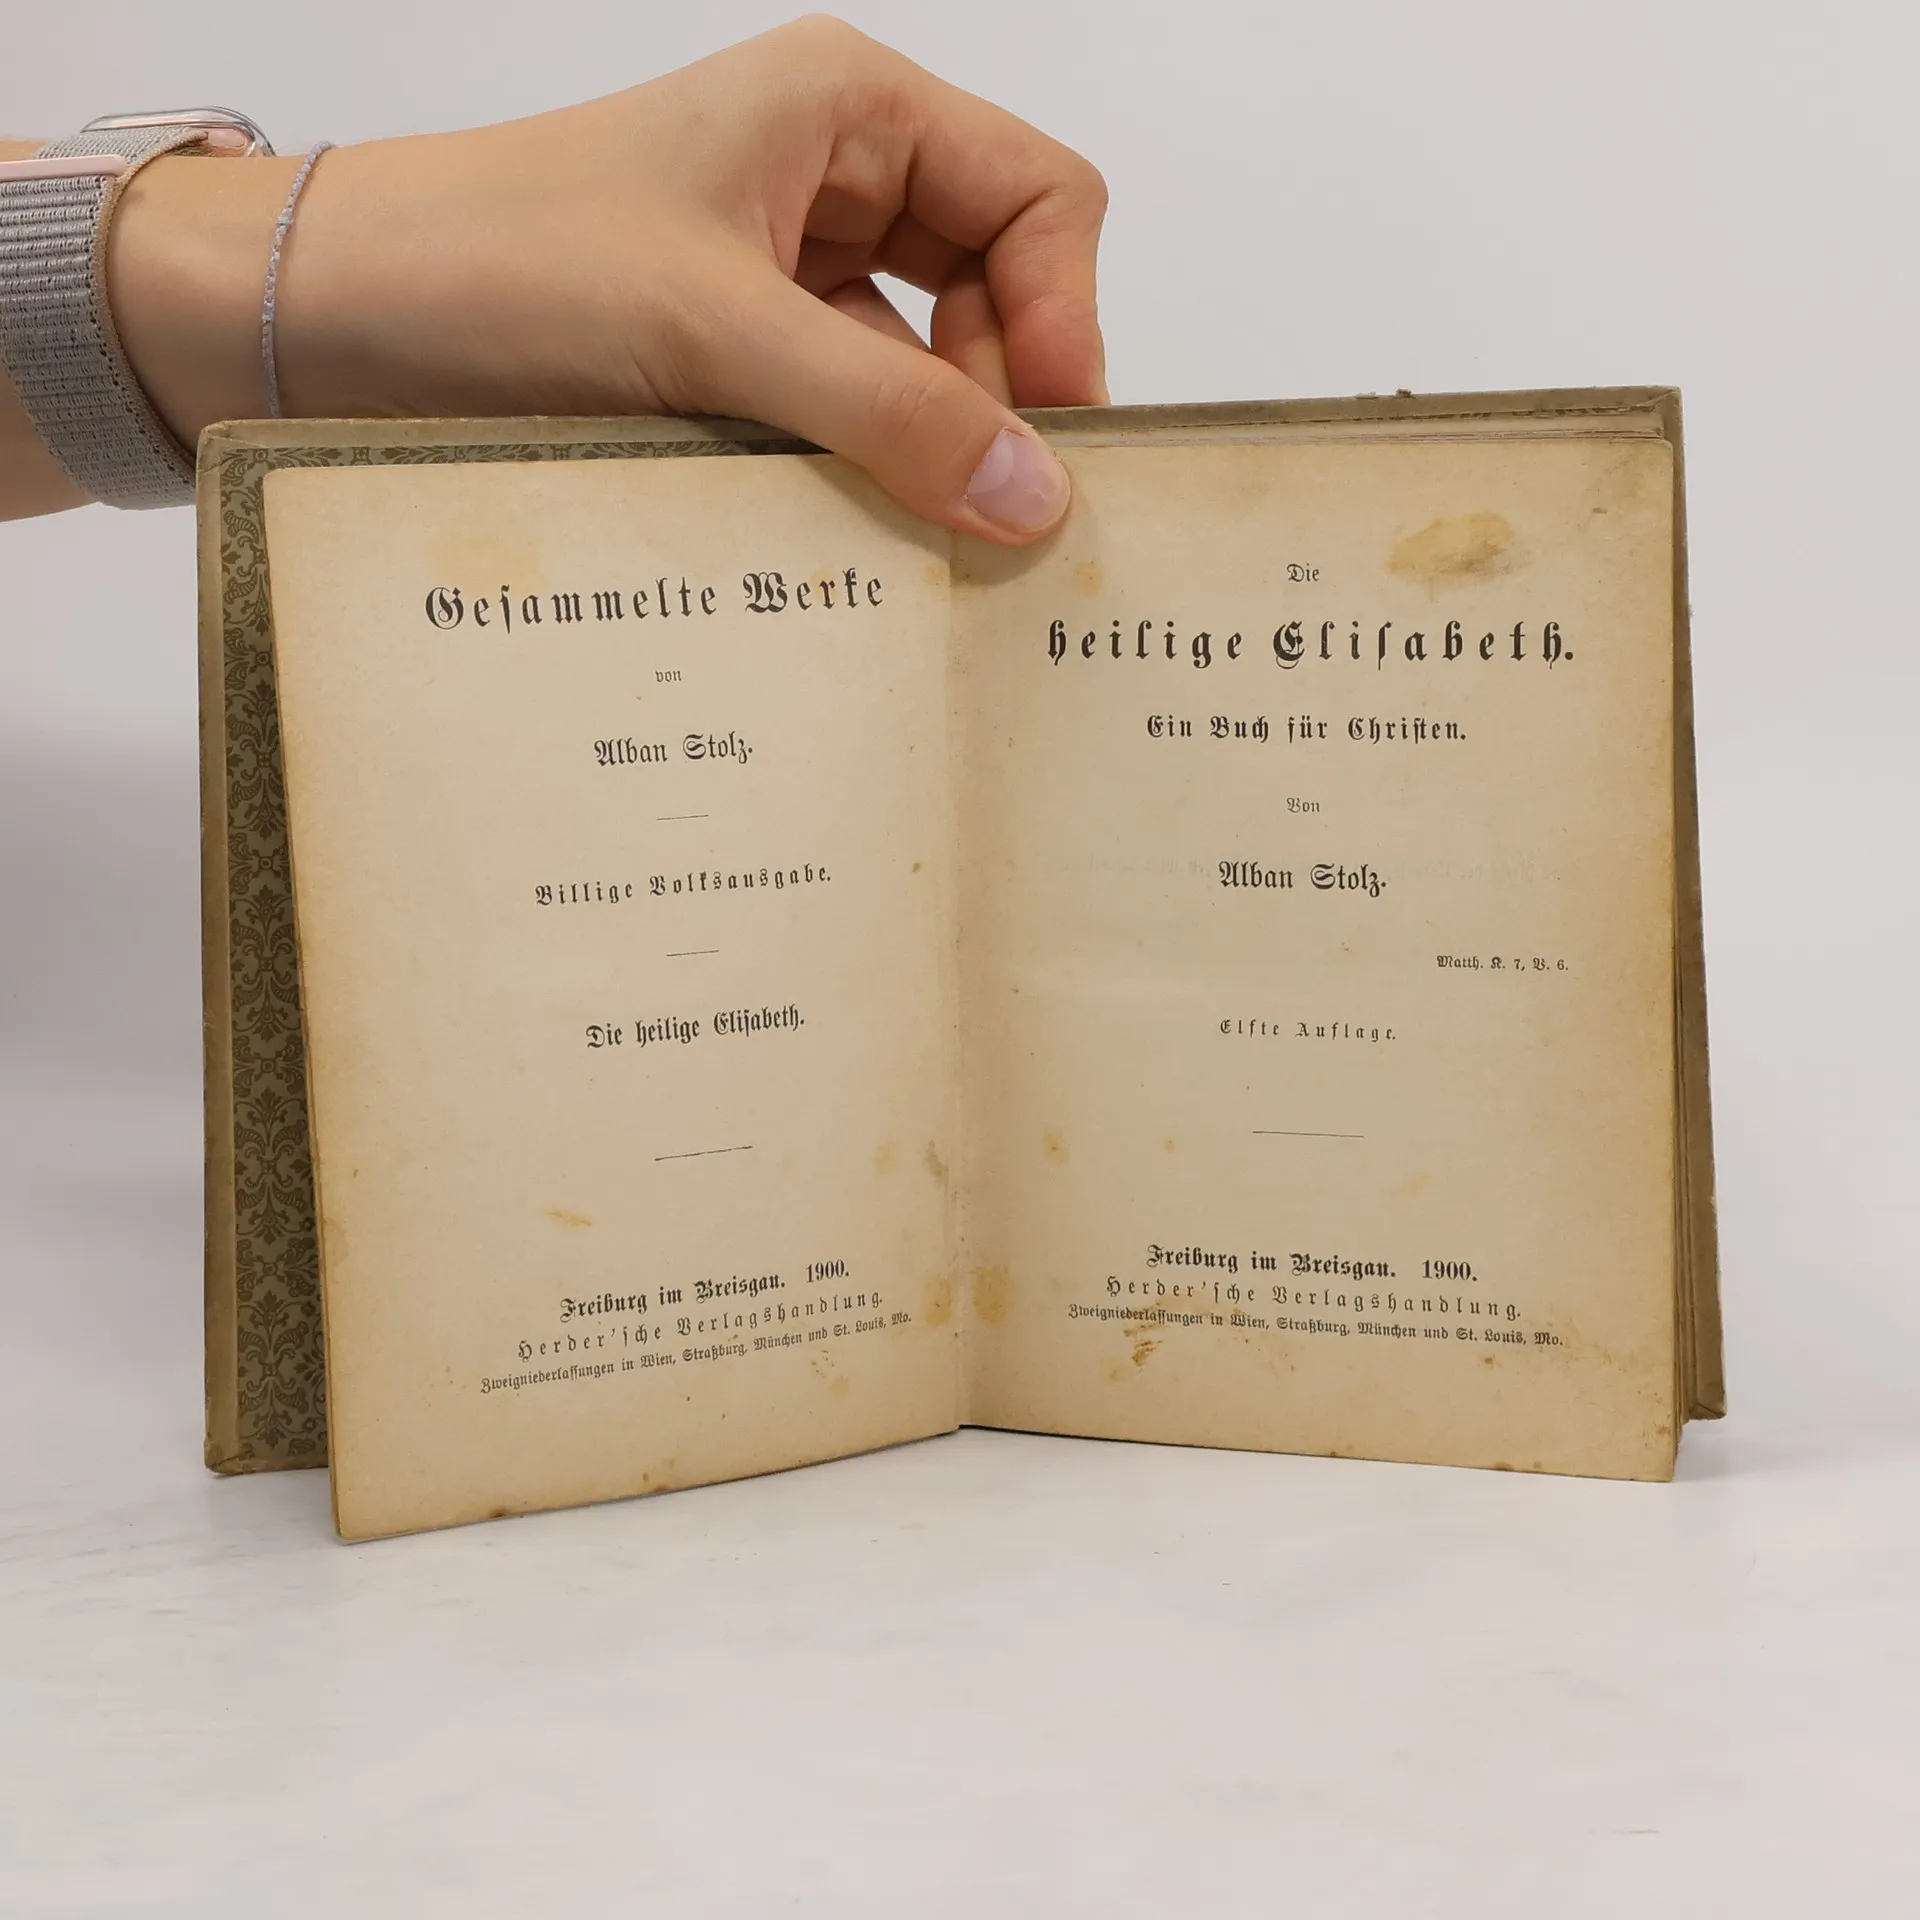 Geſammelte Werke
von
Alban Stolz.
Billige Volksausgabe.
Die heilige Eliſabeth.
Freiburg im Breisgau. 1900.
Herder'ſche Verlagshandlung.
Zweigniederlaſſungen in Wien, Straßburg, München und St. Louis, Mo.
Die
heilige Eliſabeth.
Ein Buch für Chriſten.
Von
Alban Stolz.
Matth. K. 7, V. 6.
Elfte Auflage.
Freiburg im Breisgau. 1900.
Herder'ſche Verlagshandlung.
Zweigniederlaſſungen in Wien, Straßburg, München und St. Louis, Mo.